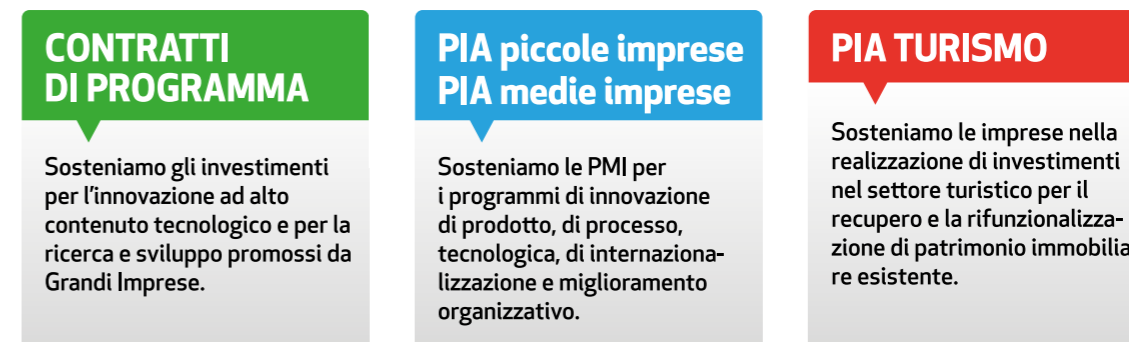 CONTRATTI
DI PROGRAMMA
Sosteniamo gli investimenti
per l'innovazione ad alto
contenuto tecnologico e per la
ricerca e sviluppo promossi da
Grandi Imprese.
PIA piccole imprese
PIA medie imprese
Sosteniamo le PMI per
i programmi di innovazione
di prodotto, di processo,
tecnologica, di internaziona-
lizzazione e miglioramento
organizzativo.
PIA TURISMO
Sosteniamo le imprese nella
realizzazione di investimenti
nel settore turistico per il
recupero e la rifunzionalizza-
zione di patrimonio immobilia
re esistente.